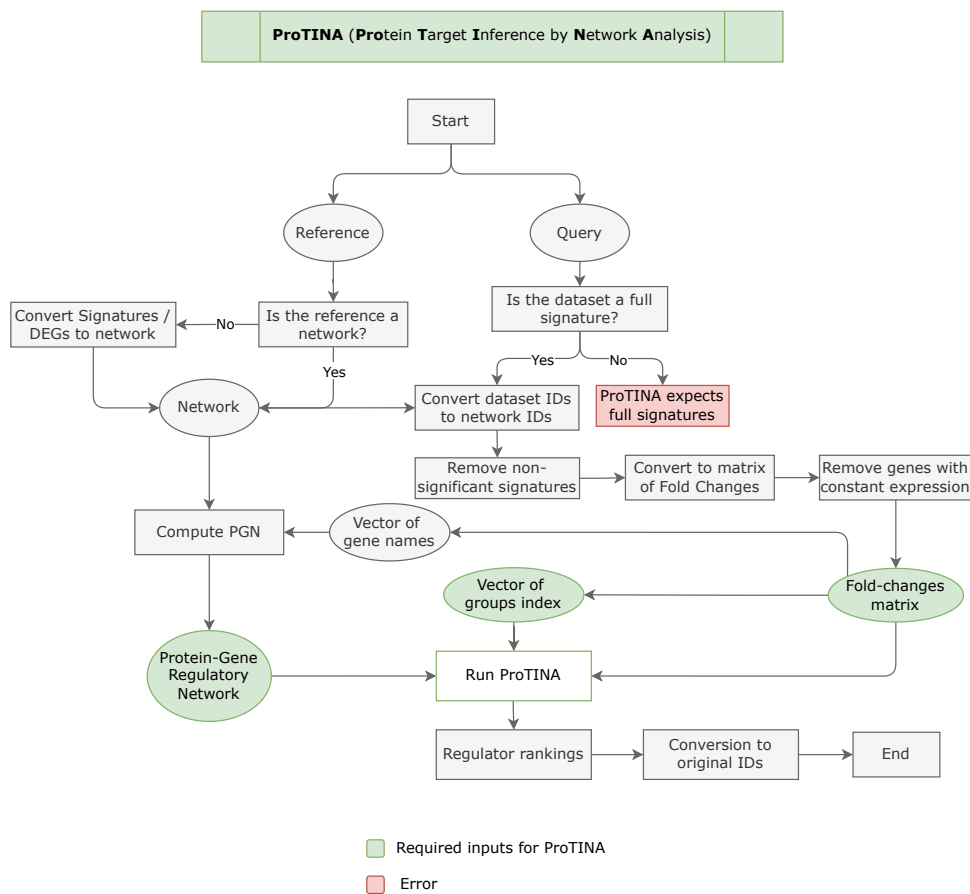 ProTINA (Protein Target Inference by Network Analysis)
Start
Reference
Query
Is the reference a
network?
Is the dataset a full
signature?
Convert Signatures /
DEGs to network
No
Yes
Yes
No
Network
Convert dataset IDs
to network IDs
ProTINA expects
full signatures
Remove non-
significant signatures
Convert to matrix
of Fold Changes
Remove genes with
constant expression
Compute PGN
Vector of
gene names
Vector of
groups index
Fold-changes
matrix
Protein-Gene
Regulatory
Network
Run ProTINA
Regulator rankings
Conversion to
original IDs
End
Required inputs for ProTINA
Error